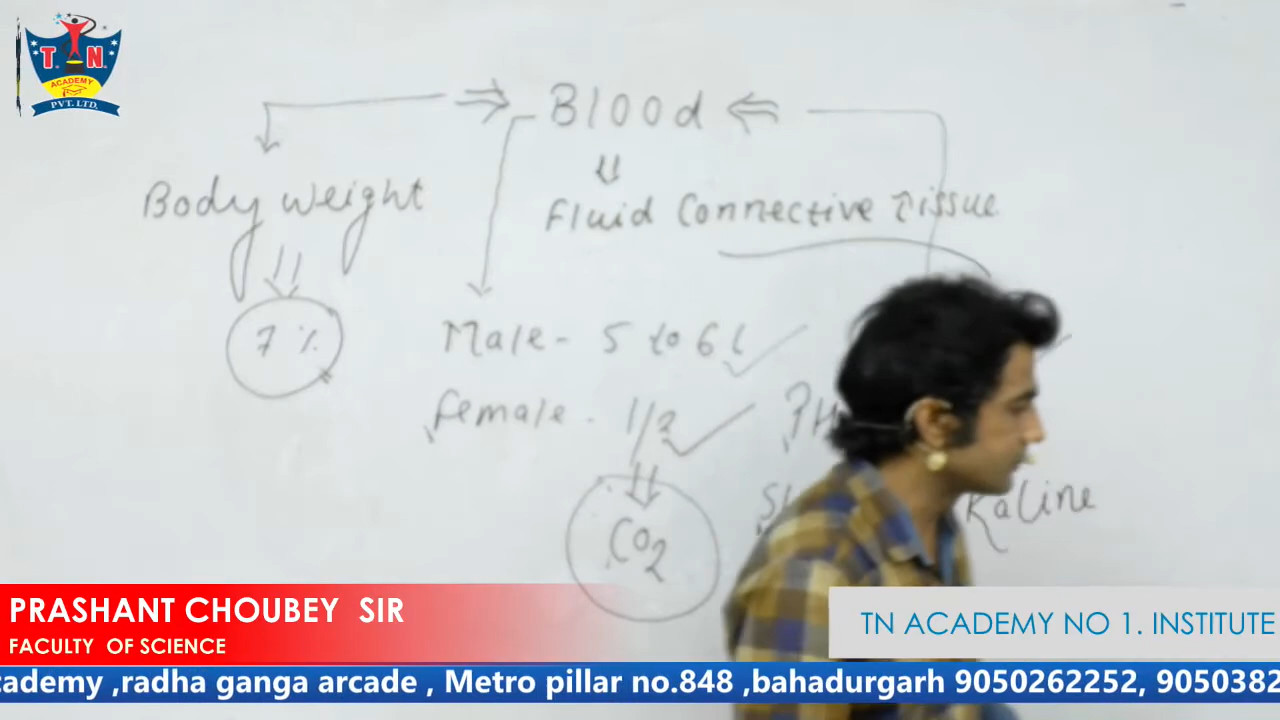 T. N.
ACADEMY
PVT. LTD.
Blood
Body weight
Fluid Connective Tissue
7 %
Male - 5 to 6 L
Female - 1/2
PH
CO2
PRASHANT CHOUBEY SIR
FACULTY OF SCIENCE
TN ACADEMY NO 1. INSTITUTE
cademy ,radha ganga arcade , Metro pillar no.848 ,bahadurgarh 9050262252, 9050382